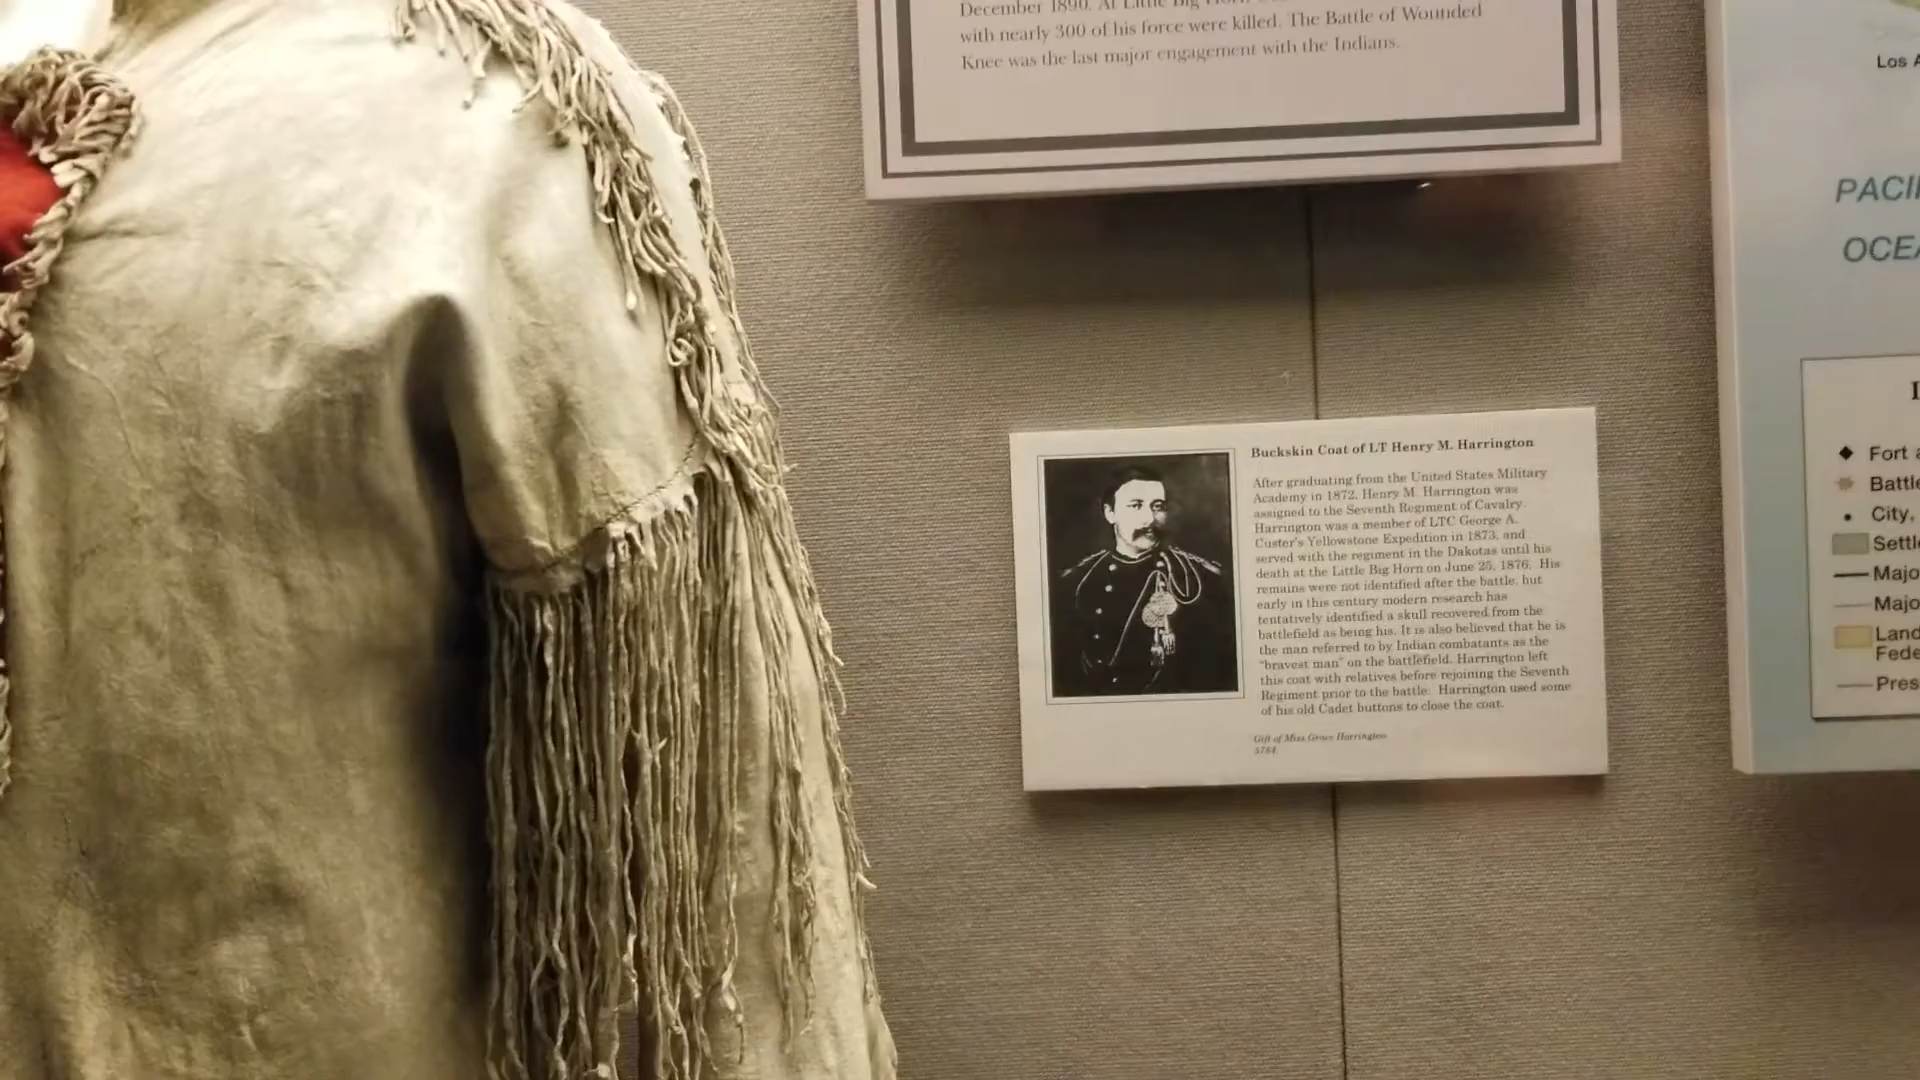 December 1890. At Little Big Horn,
with nearly 300 of his force were killed. The Battle of Wounded
Knee was the last major engagement with the Indians.
Buckskin Coat of LT Henry M. Harrington
After graduating from the United States Military
Academy in 1872, Henry M. Harrington was
assigned to the Seventh Regiment of Cavalry.
Harrington was a member of LTC George A.
Custer's Yellowstone Expedition in 1873, and
served with the regiment in the Dakotas until his
death at the Little Big Horn on June 25, 1876. His
remains were not identified after the battle, but
early in this century modern research has
tentatively identified a skull recovered from the
battlefield as being his. It is also believed that he is
the man referred to by Indian combatants as the
"bravest man" on the battlefield. Harrington left
this coat with relatives before rejoining the Seventh
Regiment prior to the battle. Harrington used some
of his old Cadet buttons to close the coat.
Gift of Miss Grace Harrington
5784
Los A
PACI
OCEA
Fort a
Battle
City,
Settle
Majo
Majo
Land
Fede
Pres